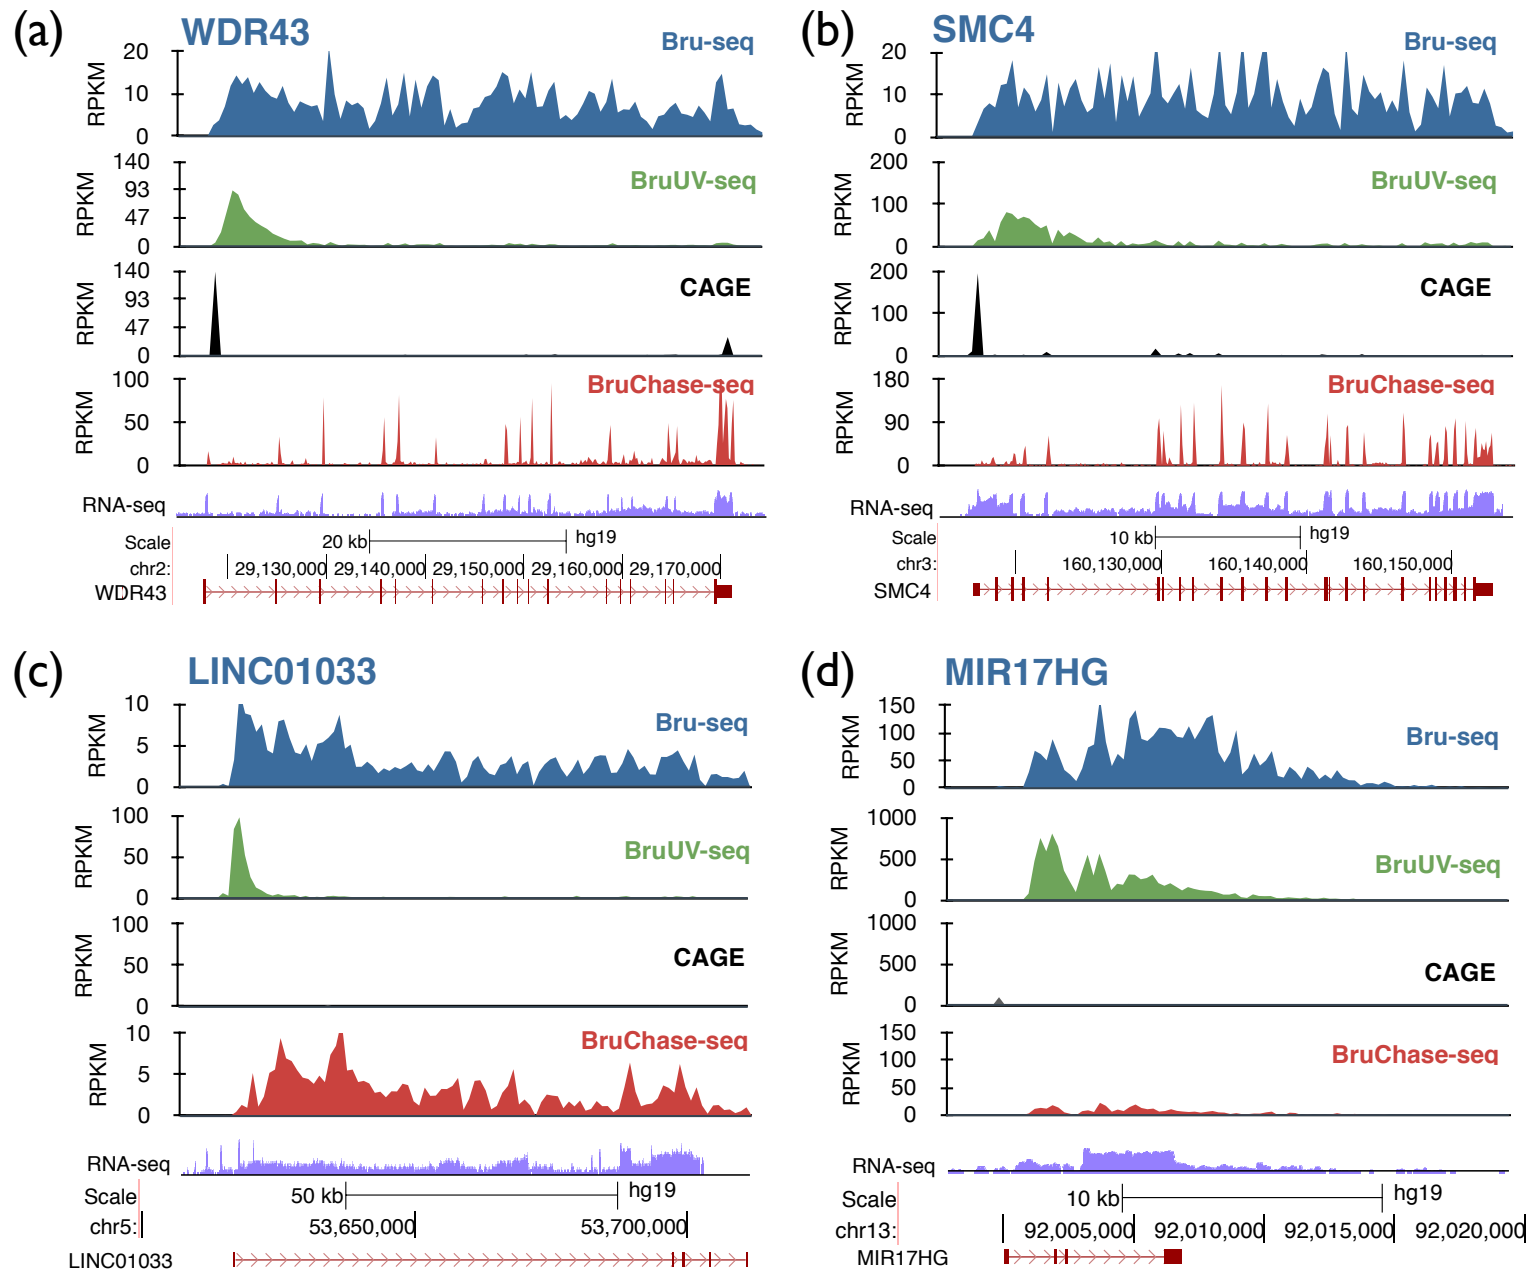 (a) WDR43
Bru-seq
RPKM
20
10
0
BruUV-seq
RPKM
140
93
47
0
CAGE
RPKM
140
93
47
0
BruChase-seq
RPKM
100
50
0
RNA-seq
Scale 20 kb hg19
chr2: 29,130,000 29,140,000 29,150,000 29,160,000 29,170,000
WDR43
(b) SMC4
Bru-seq
RPKM
20
10
0
BruUV-seq
RPKM
200
100
0
CAGE
RPKM
200
100
0
BruChase-seq
RPKM
180
90
0
RNA-seq
Scale 10 kb hg19
chr3: 160,130,000 160,140,000 160,150,000
SMC4
(c) LINC01033
Bru-seq
RPKM
10
5
0
BruUV-seq
RPKM
100
50
0
CAGE
RPKM
100
50
0
BruChase-seq
RPKM
10
5
0
RNA-seq
Scale 50 kb hg19
chr5: 53,650,000 53,700,000
LINC01033
(d) MIR17HG
Bru-seq
RPKM
150
100
50
0
BruUV-seq
RPKM
1000
500
0
CAGE
RPKM
1000
500
0
BruChase-seq
RPKM
150
100
50
0
RNA-seq
Scale 10 kb hg19
chr13: 92,005,000 92,010,000 92,015,000 92,020,000
MIR17HG